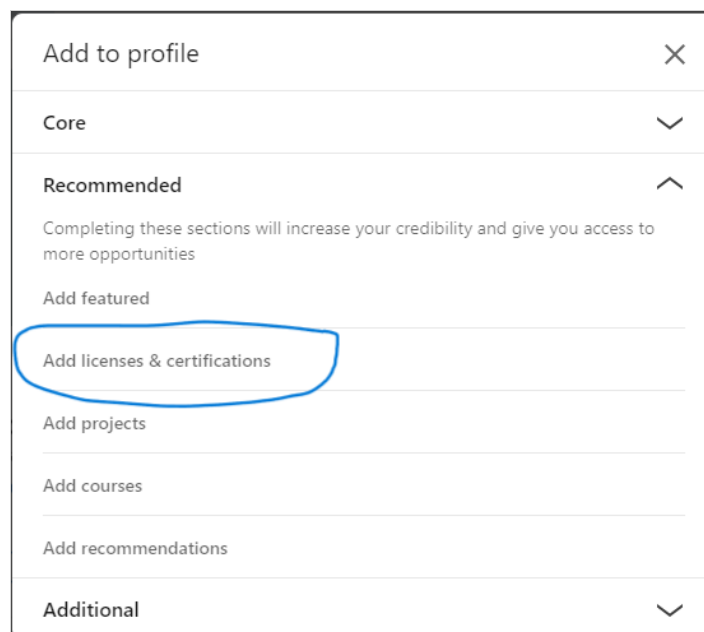 Add to profile
Core
Recommended
Completing these sections will increase your credibility and give you access to
more opportunities
Add featured
Add licenses & certifications
Add projects
Add courses
Add recommendations
Additional